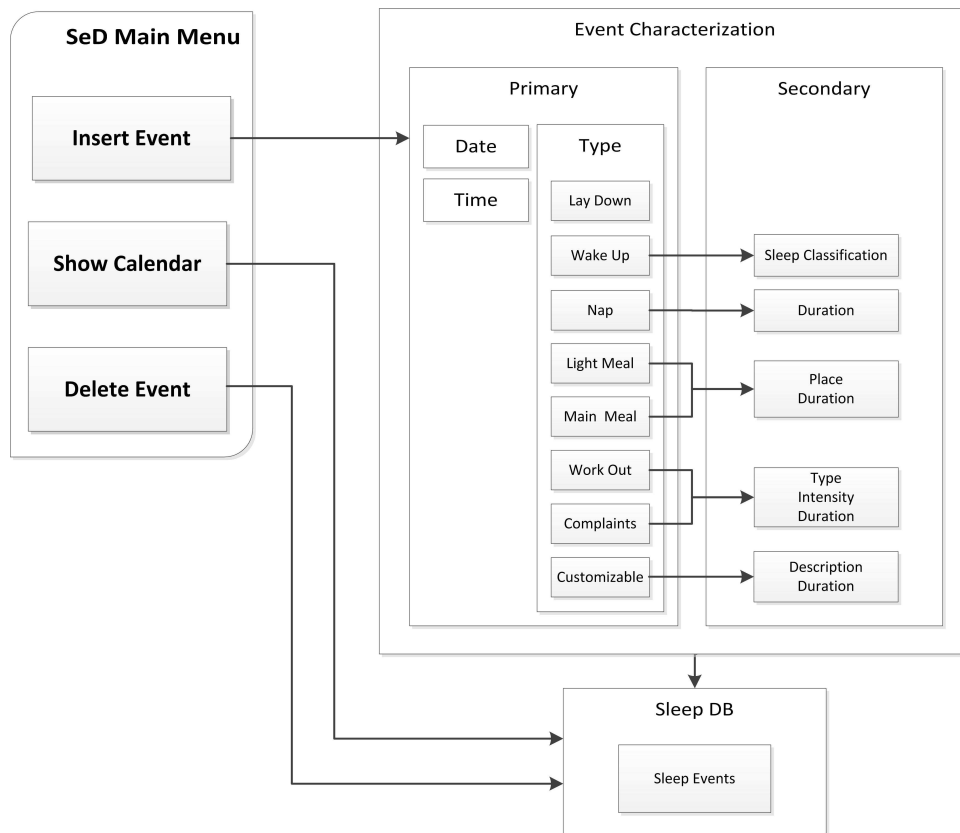 SeD Main Menu
Insert Event
Show Calendar
Delete Event
Event Characterization
Primary
Date
Time
Type
Lay Down
Wake Up
Nap
Light Meal
Main Meal
Work Out
Complaints
Customizable
Secondary
Sleep Classification
Duration
Place
Duration
Type
Intensity
Duration
Description
Duration
Sleep DB
Sleep Events